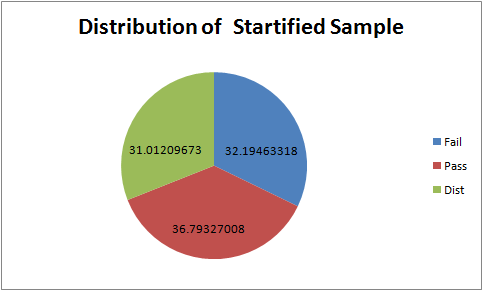 Distribution of  Startified Sample
31.01209673
32.19463318
36.79327008
Fail
Pass
Dist